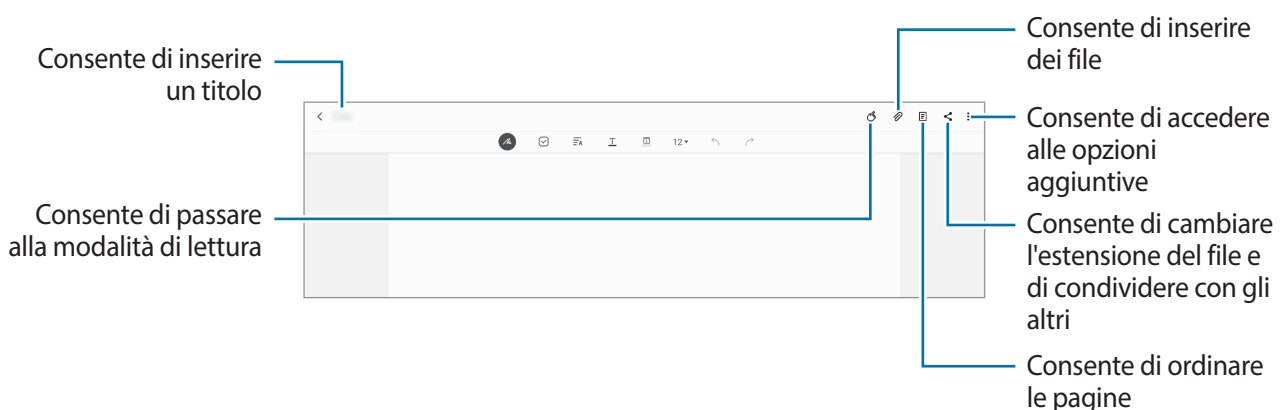 Consente di inserire
un titolo
Consente di passare
alla modalità di lettura
12
Consente di inserire
dei file
Consente di accedere
alle opzioni
aggiuntive
Consente di cambiare
l'estensione del file e
di condividere con gli
altri
Consente di ordinare
le pagine